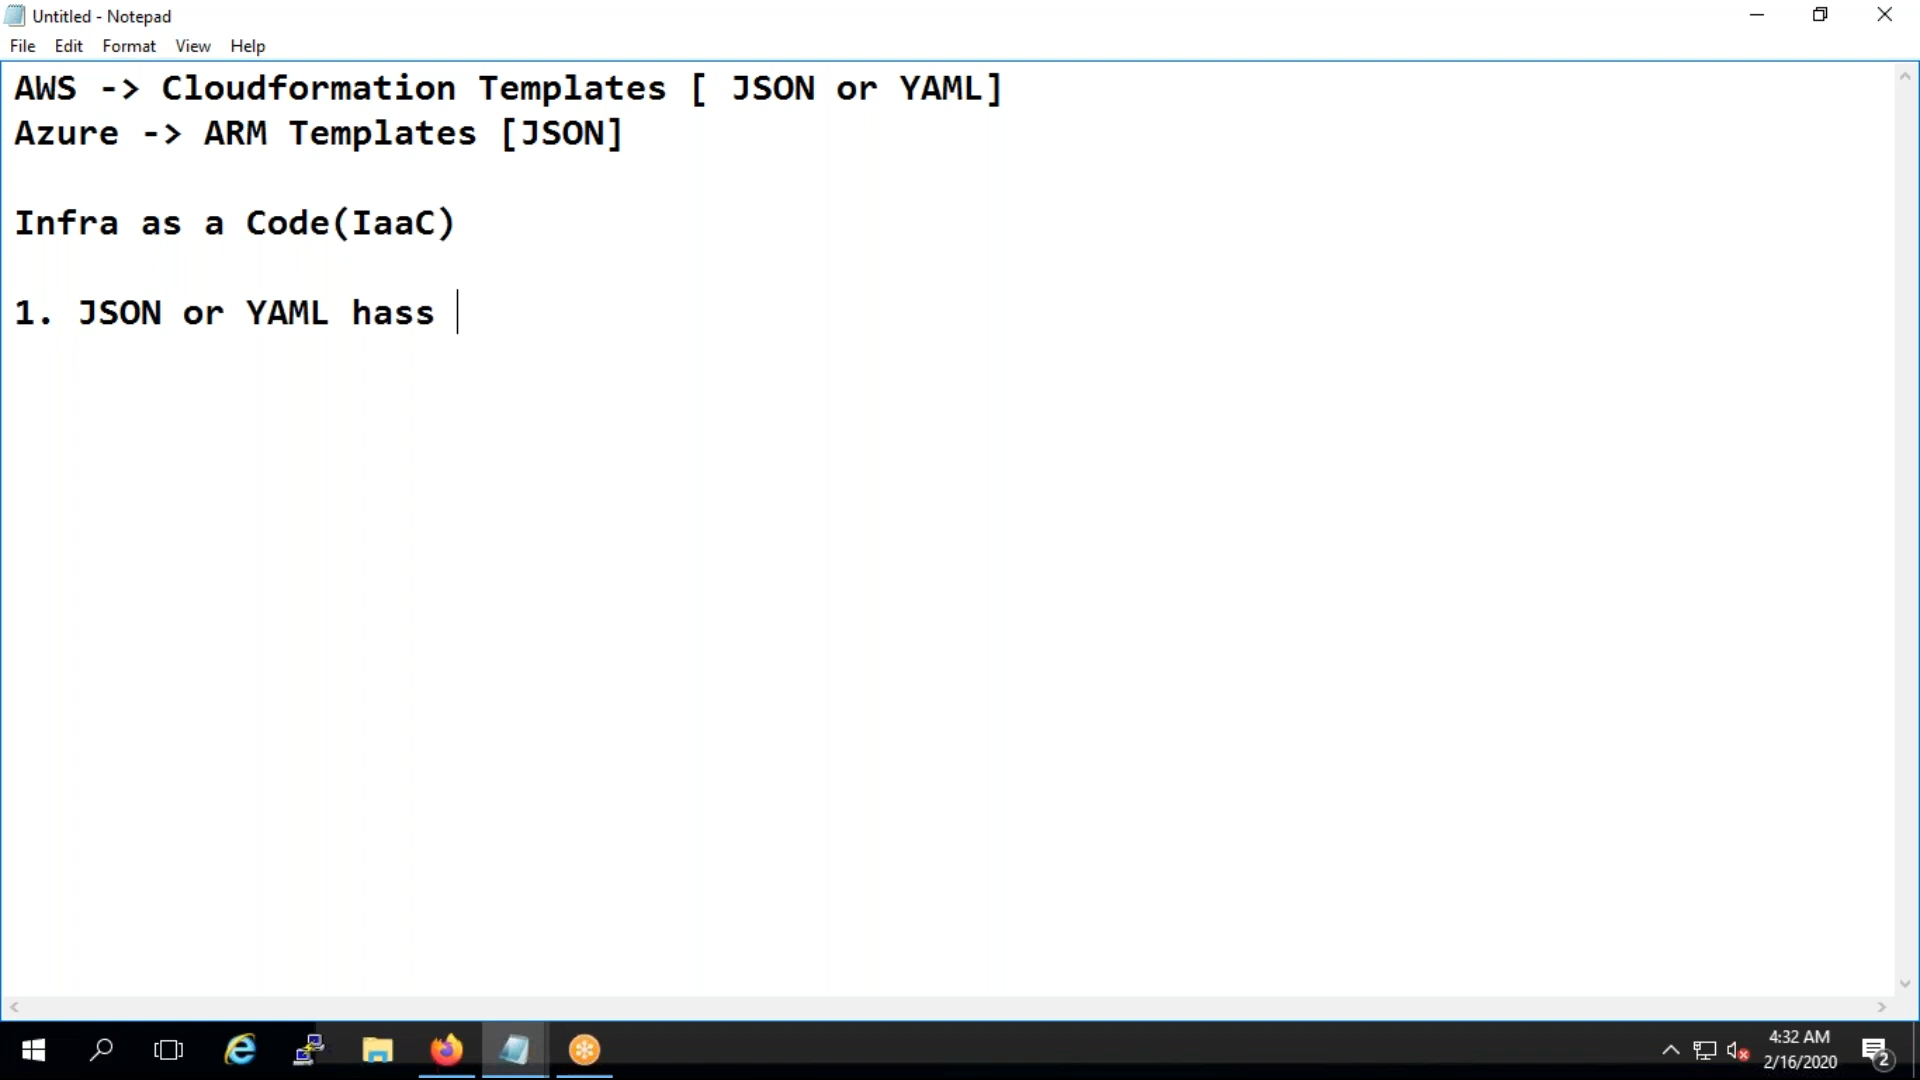 Untitled - Notepad
File Edit Format View Help
AWS -> Cloudformation Templates [ JSON or YAML]
Azure -> ARM Templates [JSON]
Infra as a Code(IaaC)
1. JSON or YAML hass
4:32 AM
2/16/2020
2